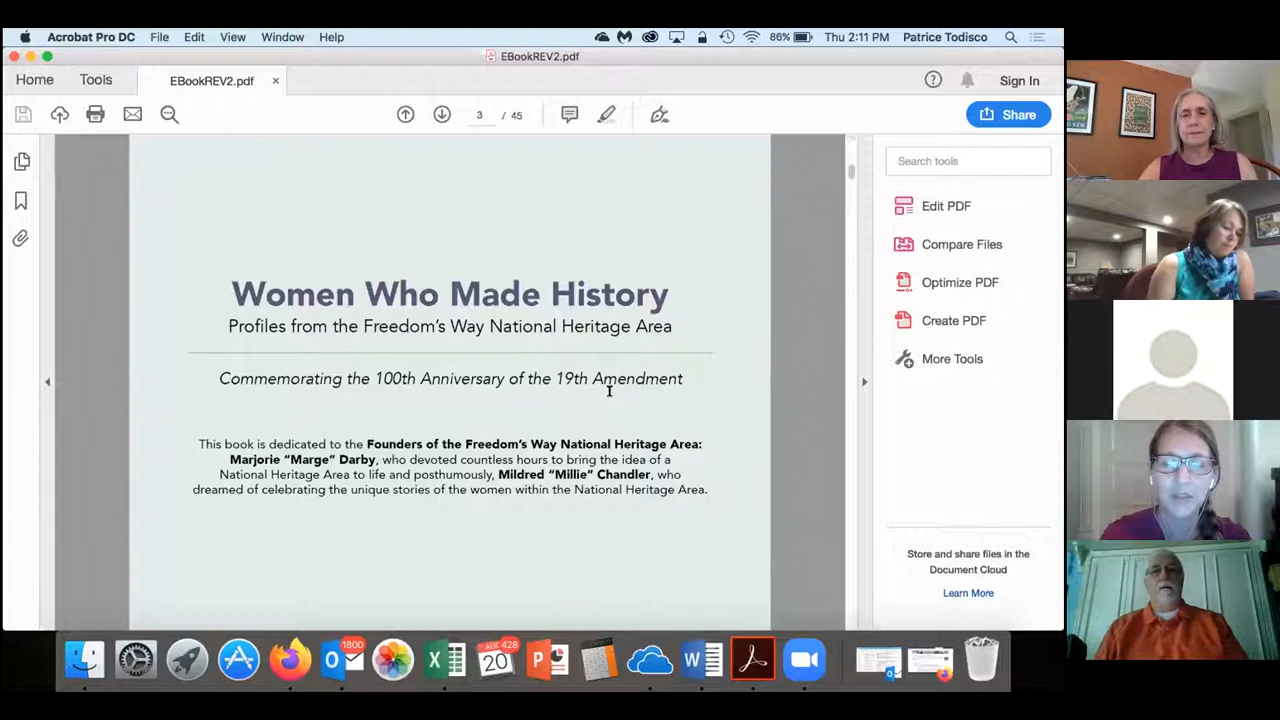 Acrobat Pro DC File Edit View Window Help 86% Thu 2:11 PM Patrice Todisco
EBookREV2.pdf
Home Tools EBookREV2.pdf × Sign In
3 / 45 Share
Search tools
Edit PDF
Compare Files
Optimize PDF
Create PDF
More Tools
Women Who Made History
Profiles from the Freedom's Way National Heritage Area
Commemorating the 100th Anniversary of the 19th Amendment
This book is dedicated to the Founders of the Freedom's Way National Heritage Area:
Marjorie “Marge” Darby, who devoted countless hours to bring the idea of a
National Heritage Area to life and posthumously, Mildred “Millie” Chandler, who
dreamed of celebrating the unique stories of the women within the National Heritage Area.
Store and share files in the
Document Cloud
Learn More
1800
AUG 428
20